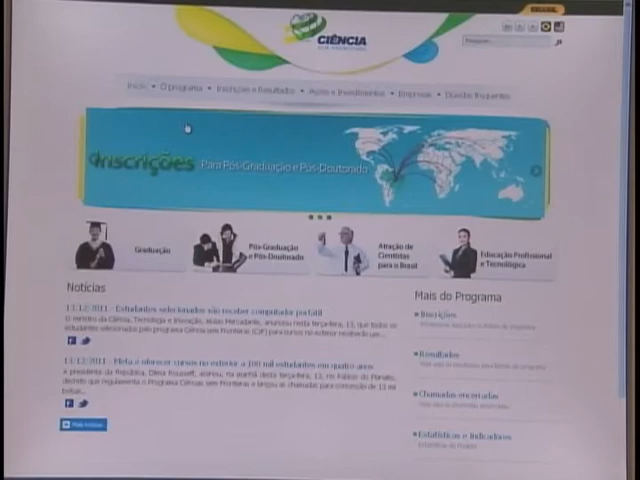 BRASIL
CIÊNCIA
SEM FRONTEIRAS
Início • O programa • Inscrições e Resultados • Ações e Investimentos • Empresas • Dúvidas frequentes
Inscrições Para Pós-Graduação e Pós-Doutorado
Graduação
Pós-Graduação
e Pós-Doutorado
Atração de
Cientistas
para o Brasil
Educação Profissional
e Tecnológica
Notícias
13/12/2011 - Estudantes selecionados vão receber computador portátil
O ministro da Ciência, Tecnologia e Inovação, Aloizio Mercadante, anunciou nesta terça-feira, 13, que todos os
estudantes selecionados pelo programa Ciência sem Fronteiras (CsF) para cursos no exterior receberão um...
13/12/2011 - Meta é oferecer cursos no exterior a 100 mil estudantes em quatro anos
A presidenta da República, Dilma Rousseff, assinou, na manhã desta terça-feira, 13, no Palácio do Planalto,
decreto que regulamenta o Programa Ciência sem Fronteiras e lançou as chamadas para concessão de 12 mil
bolsas...
Mais notícias
Mais do Programa
Inscrições
Resultados
Chamadas encerradas
Estatísticas e Indicadores